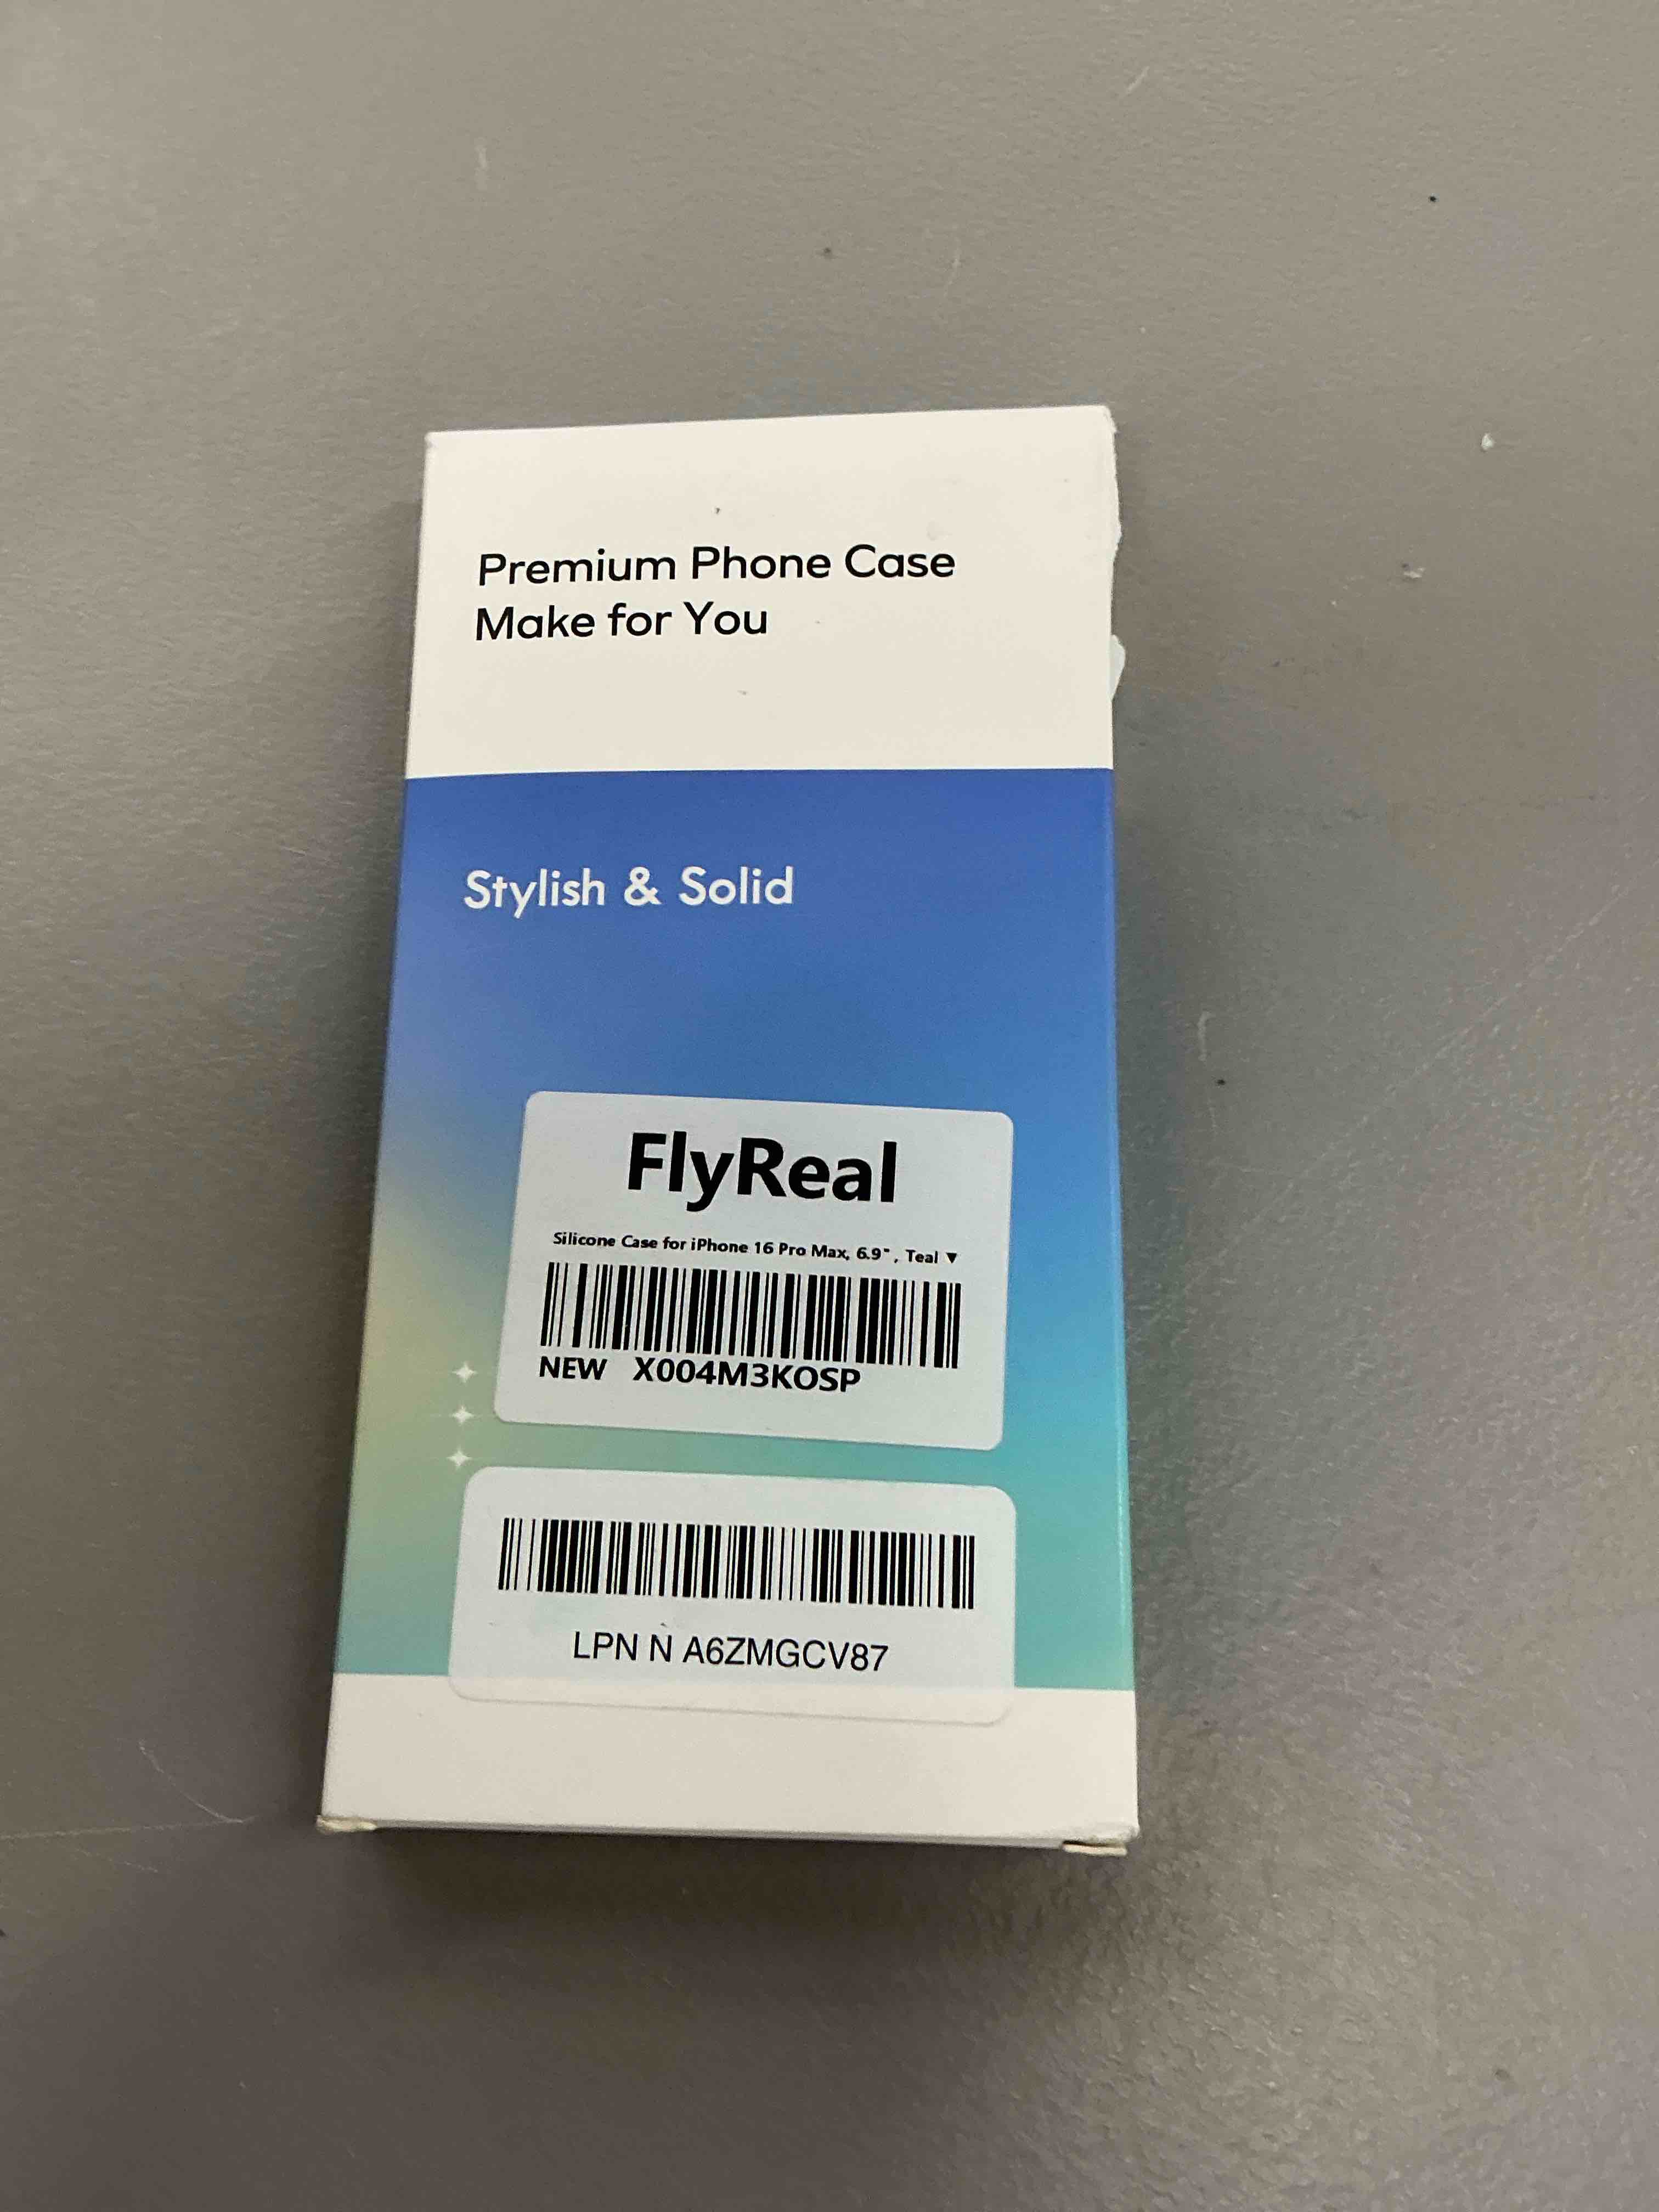 Premium Phone Case
Make for You
Stylish & Solid
FlyReal
Silicone Case for iPhone 16 Pro Max, 6.9" , Teal ▼
NEW X004M3KOSP
LPN N A6ZMGCV87